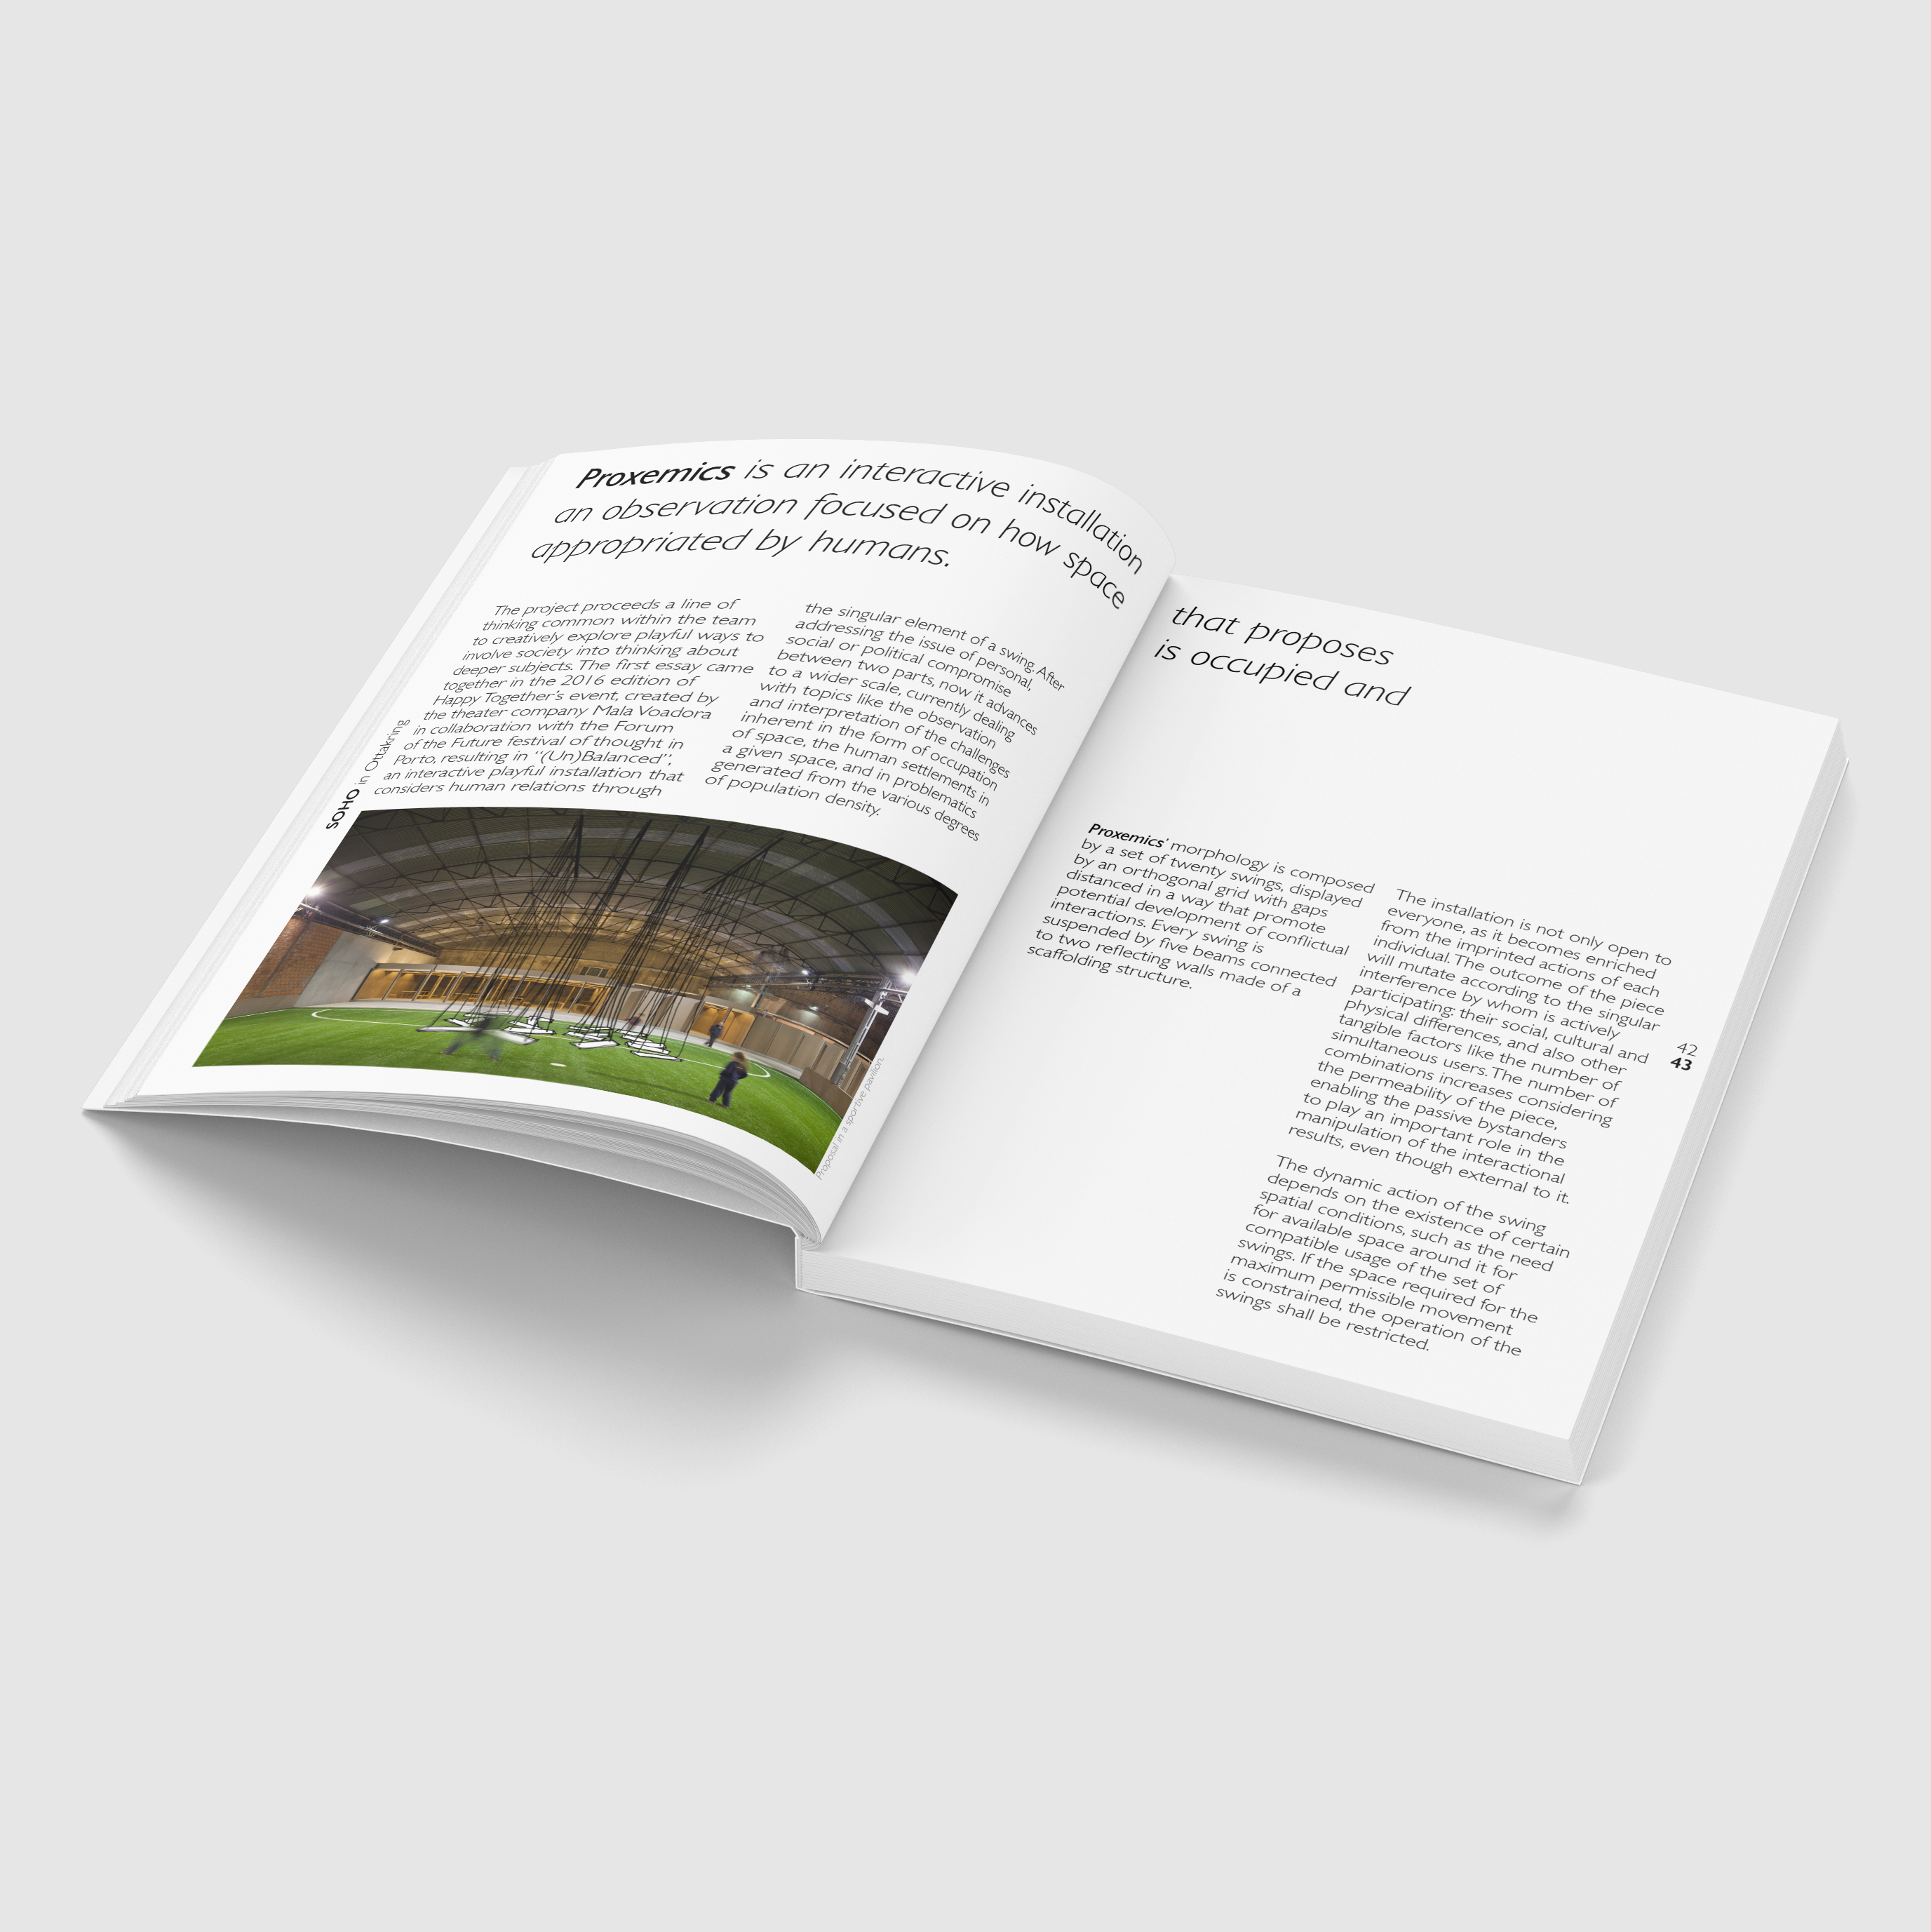 Proxemics is an interactive installation that proposes
an observation focused on how space is occupied and
appropriated by humans.
The project proceeds a line of
thinking common within the team
to creatively explore playful ways to
involve society into thinking about
deeper subjects. The first essay came
together in the 2016 edition of
Happy Together's event, created by
the theater company Mala Voadora
in collaboration with the Forum
of the Future festival of thought in
Porto, resulting in "(Un)Balanced",
an interactive playful installation that
considers human relations through
the singular element of a swing. After
addressing the issue of personal,
social or political compromise
between two parts, now it advances
to a wider scale, currently dealing
with topics like the observation
and interpretation of the challenges
inherent in the form of occupation
of space, the human settlements in
a given space, and in problematics
generated from the various degrees
of population density.
SOHO in Ottakring
Proposal in a sportive pavilion.
Proxemics' morphology is composed
by a set of twenty swings, displayed
by an orthogonal grid with gaps
distanced in a way that promote
potential development of conflictual
interactions. Every swing is
suspended by five beams connected
to two reflecting walls made of a
scaffolding structure.
The installation is not only open to
everyone, as it becomes enriched
from the imprinted actions of each
individual. The outcome of the piece
will mutate according to the singular
interference by whom is actively
participating: their social, cultural and
physical differences, and also other
tangible factors like the number of
simultaneous users. The number of
combinations increases considering
the permeability of the piece,
enabling the passive bystanders
to play an important role in the
manipulation of the interactional
results, even though external to it.
The dynamic action of the swing
depends on the existence of certain
spatial conditions, such as the need
for available space around it for
compatible usage of the set of
swings. If the space required for the
maximum permissible movement
is constrained, the operation of the
swings shall be restricted.
42
43